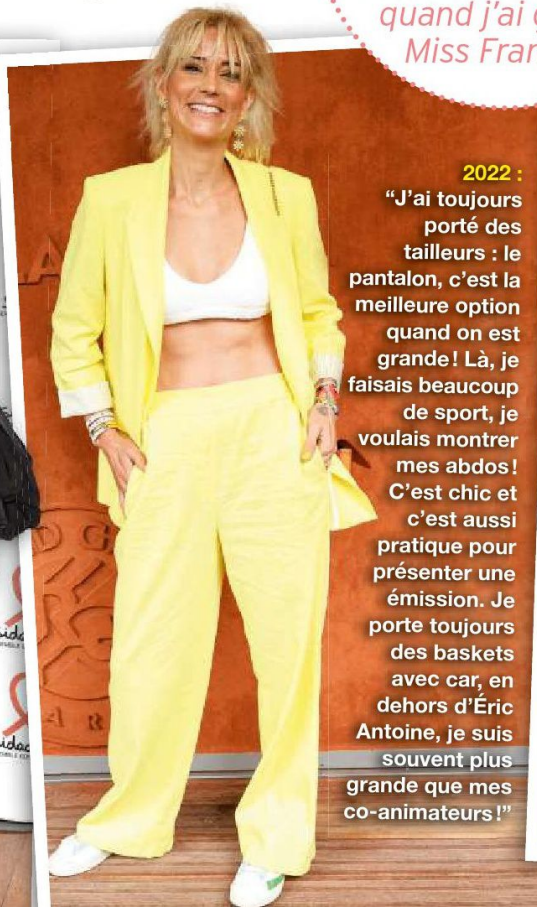 quand j'ai g
Miss Fran
2022 :
“J’ai toujours
porté des
tailleurs : le
pantalon, c’est la
meilleure option
quand on est
grande ! Là, je
faisais beaucoup
de sport, je
voulais montrer
mes abdos !
C’est chic et
c’est aussi
pratique pour
présenter une
émission. Je
porte toujours
des baskets
avec car, en
dehors d’Éric
Antoine, je suis
souvent plus
grande que mes
co-animateurs !”